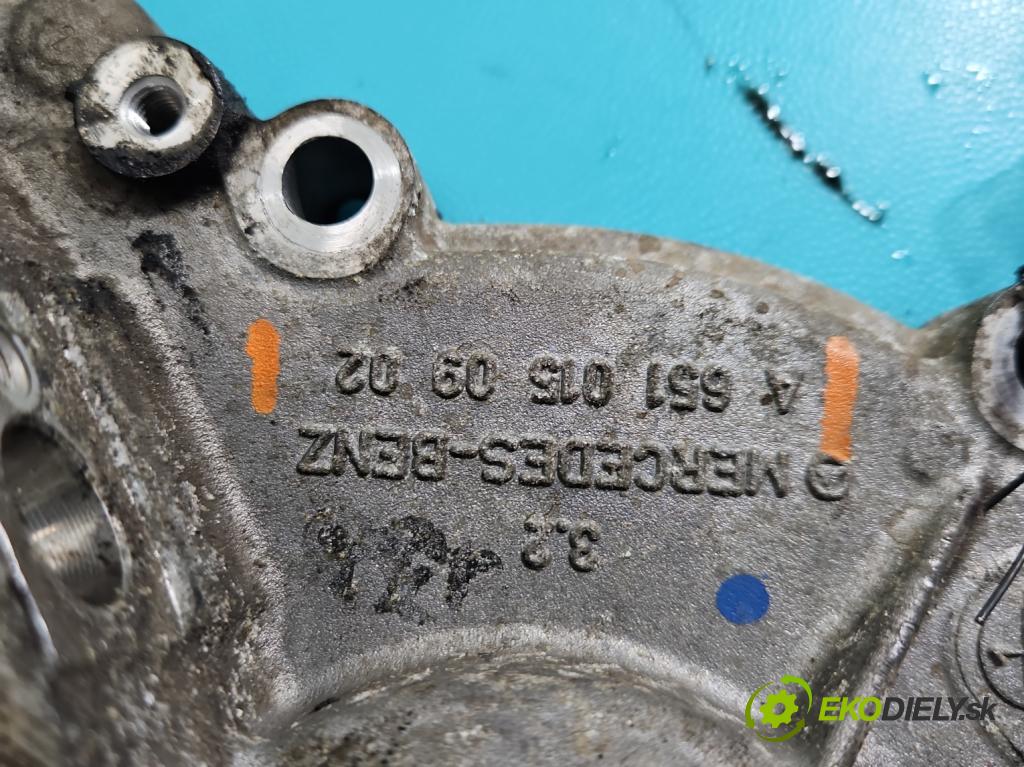 3.2
MERCEDES-BENZ
A 651 015 09 02
EKODIELY.sk